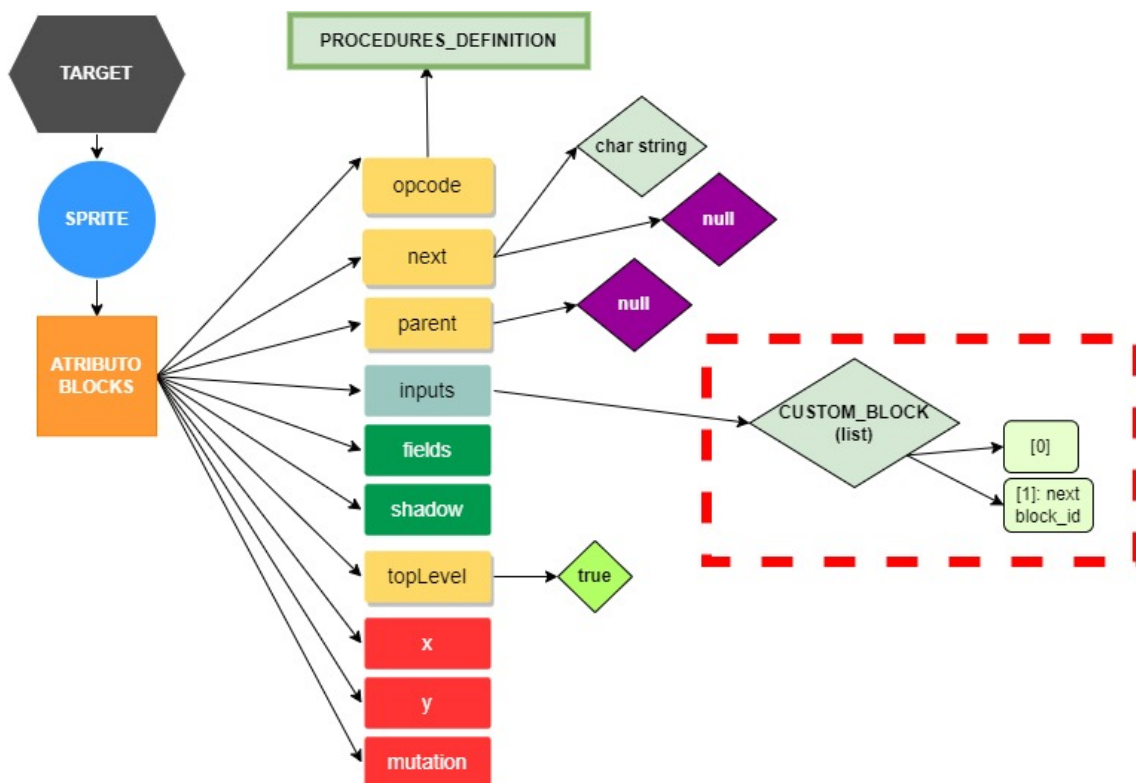 PROCEDURES_DEFINITION
TARGET
SPRITE
ATRIBUTO
BLOCKS
opcode
next
parent
inputs
fields
shadow
topLevel
x
y
mutation
char string
null
null
CUSTOM_BLOCK
(list)
[0]
[1]: next
block_id
true